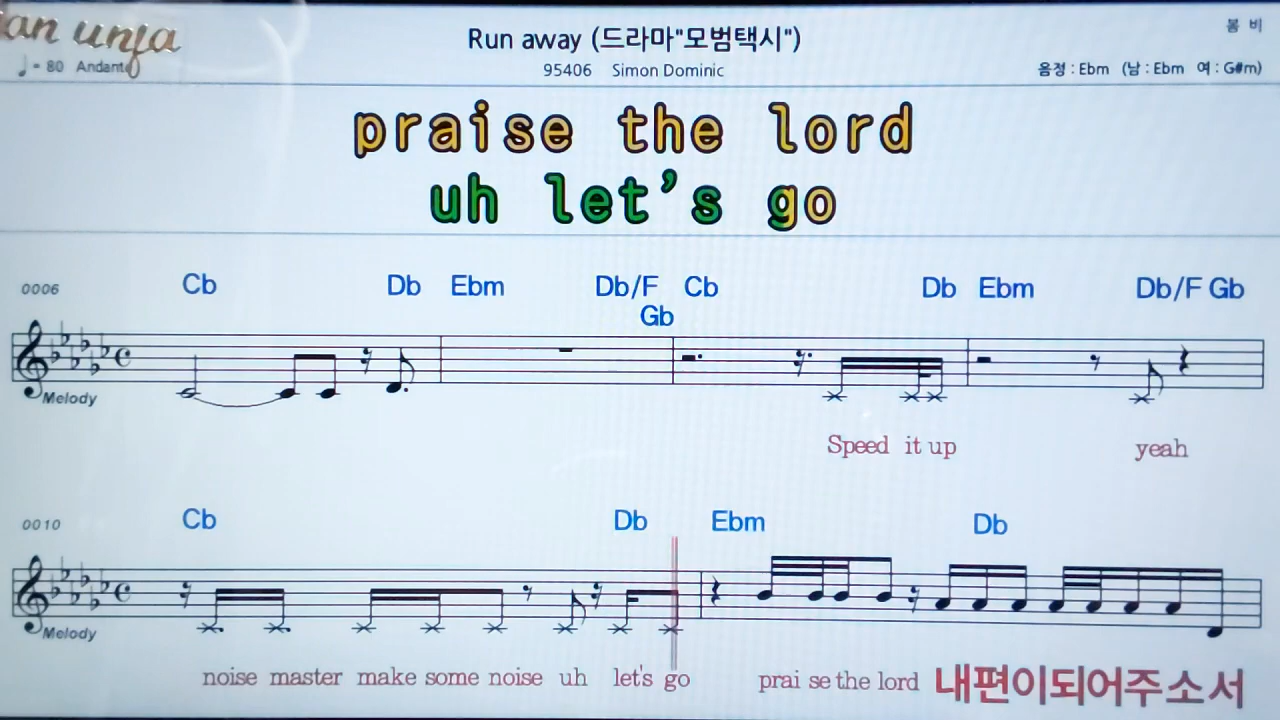 an unja
Run away (드라마"모범택시")
봄 비
♩= 80 Andante
95406 Simon Dominic
음정 : Ebm (남 : Ebm 여 : G#m)
praise the lord
uh let's go
0006 Cb Db Ebm Db/F Gb Cb Db Ebm Db/F Gb
Melody
Speed it up yeah
0010 Cb Db Ebm Db
Melody
noise master make some noise uh let's go prai se the lord 내편이되어주소서